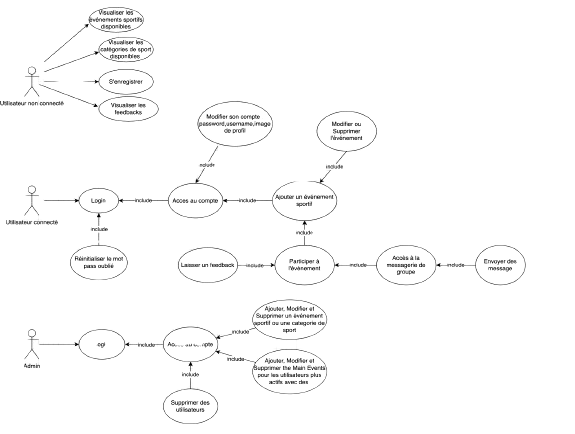 Visualiser les
événements sportifs
disponibles
Visualiser les
catégories de sport
disponibles
S'enregistrer
Visualiser les
feedbacks
Utilisateur non connecté
Modifier son compte
password,username,image
de profil
Modifier ou
Supprimer
l'événement
include
include
Login
include
Acces au compte
include
Ajouter un événement
sportif
Utilisateur connecté
include
include
Réinitialiser le mot
pass oublié
Laisser un feedback
include
Participer à
l'événement
include
Accès à la
messagerie de
groupe
include
Envoyer des
message
Ajouter, Modifier et
Supprimer un événement
sportif ou une categorie de
sport
include
include
include
Admin
Ajouter, Modifier et
Supprimer the Main Events
pour les utilisateurs plus
actifs avec des
include
Supprimer des
utilisateurs